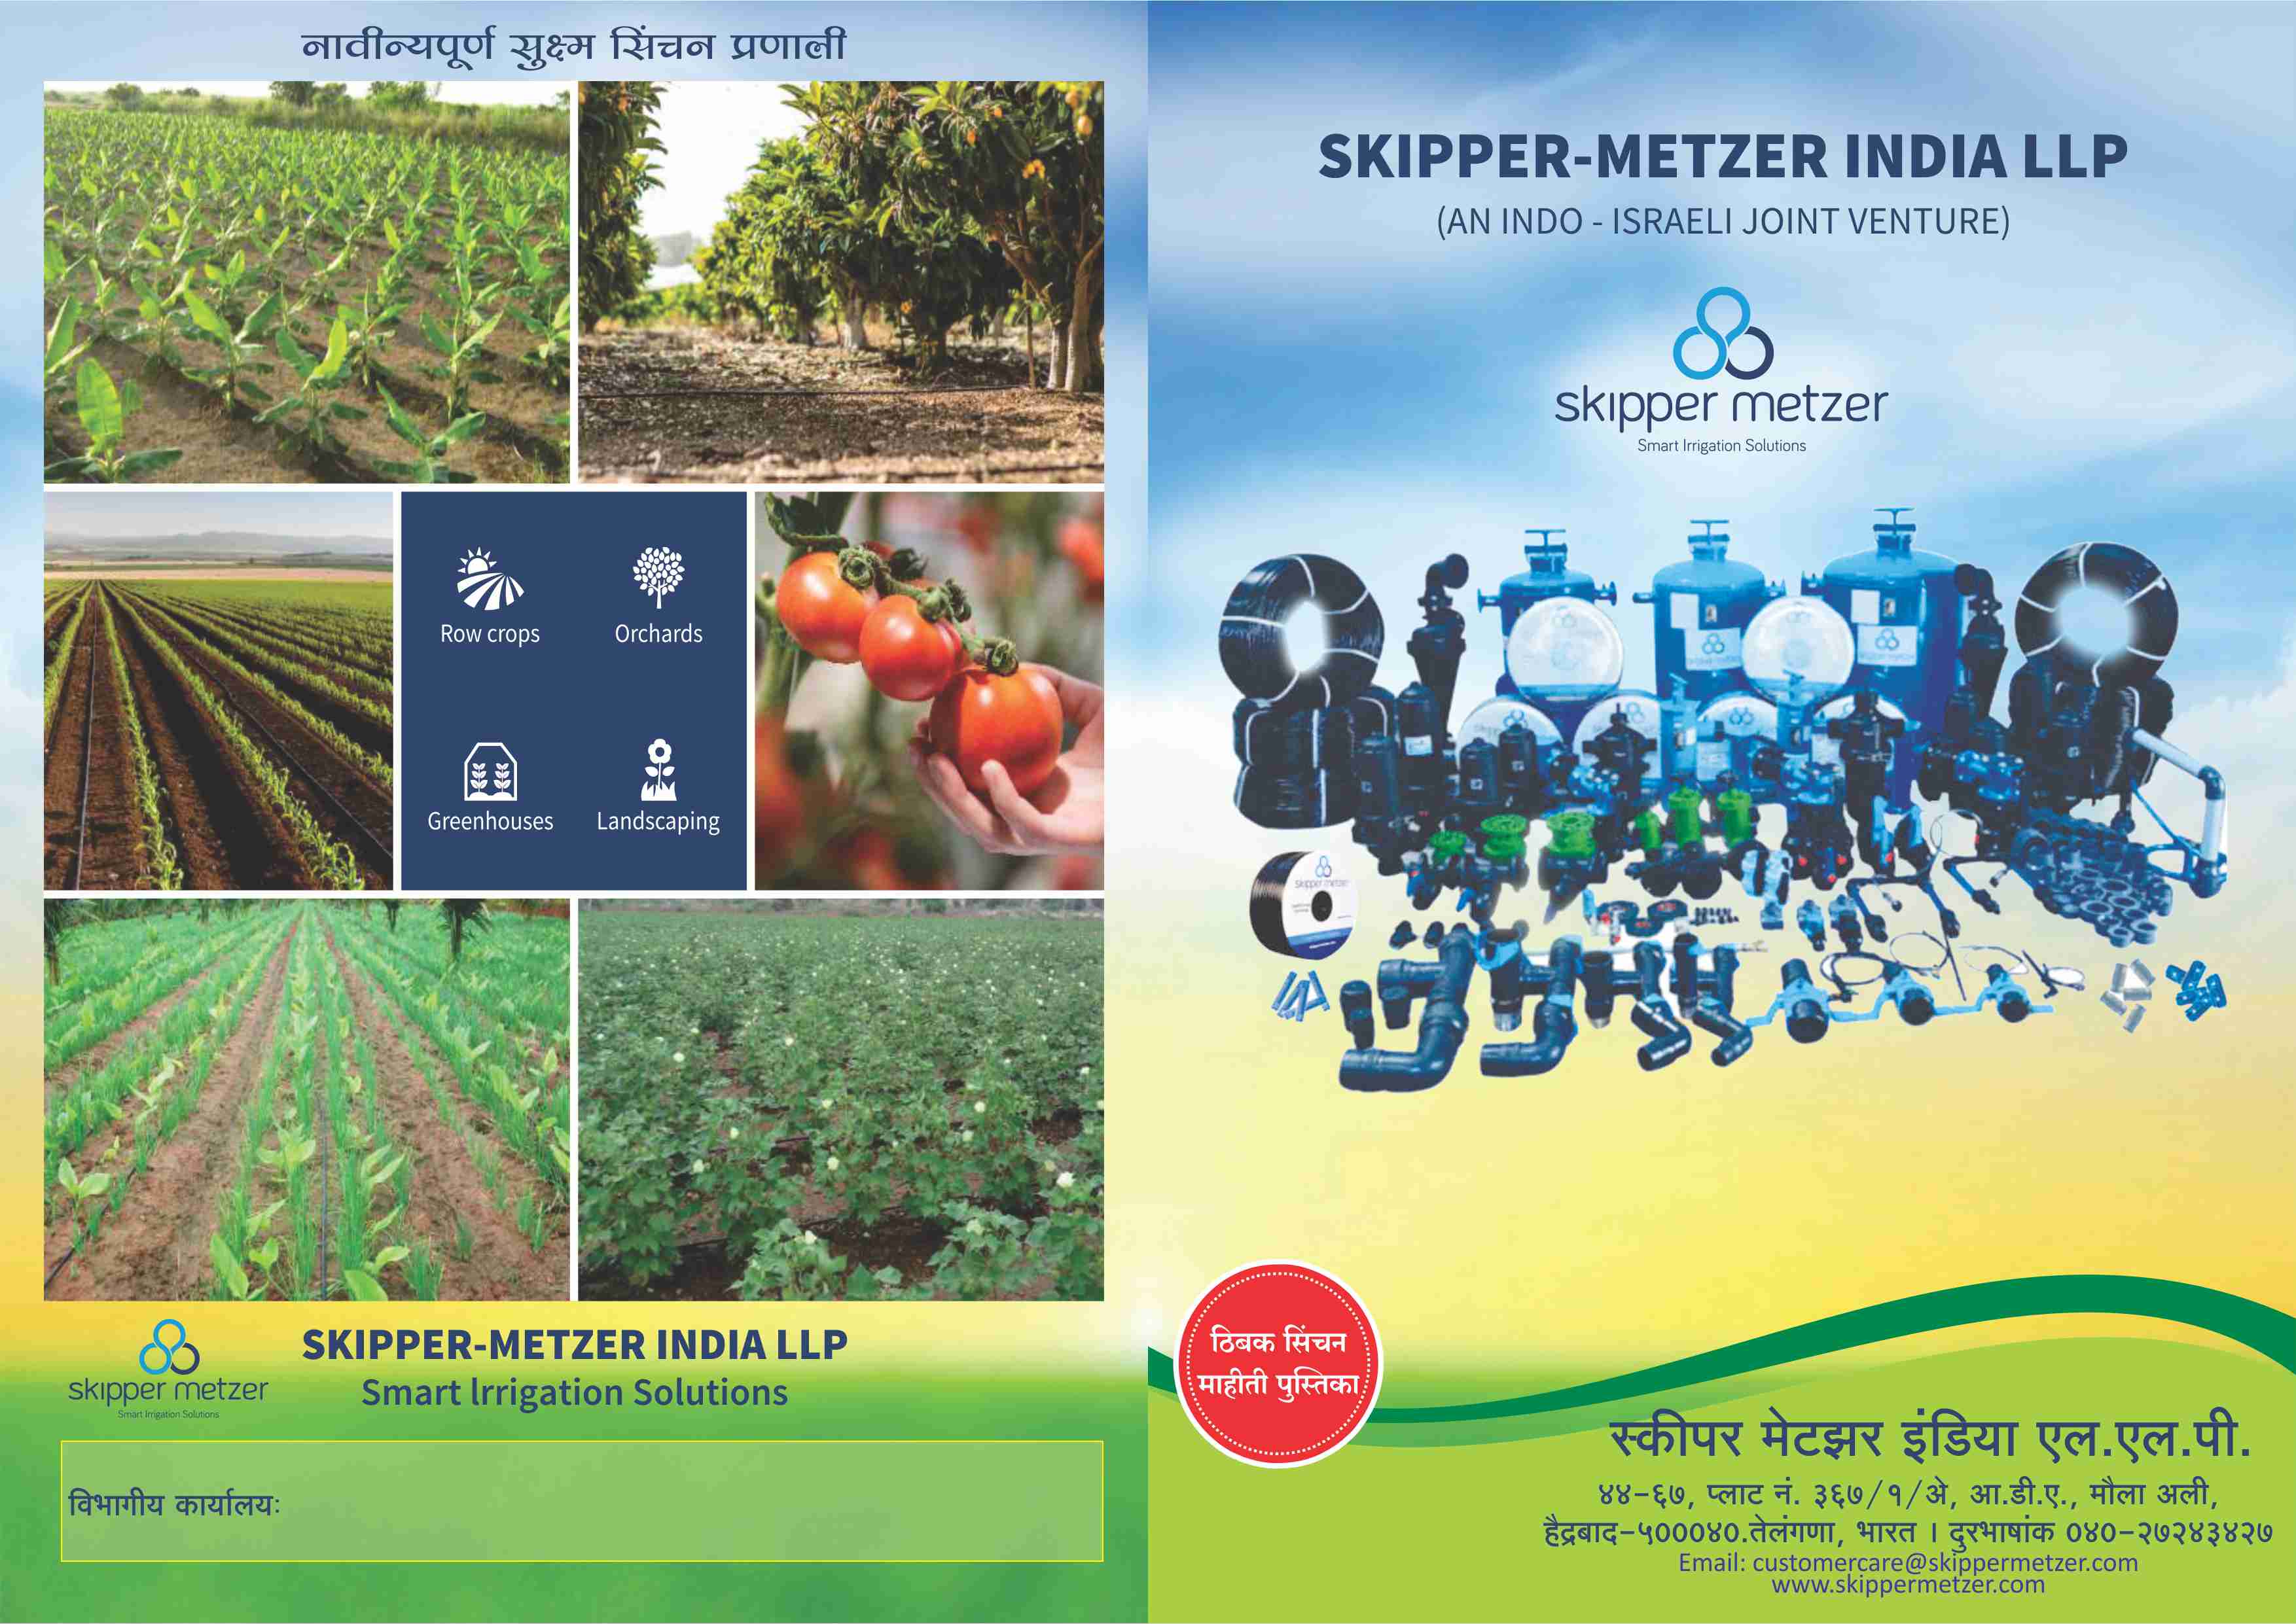 नावीन्यपूर्ण सुक्ष्म सिंचन प्रणाली
Row crops
Orchards
Greenhouses
Landscaping
skipper metzer
Smart Irrigation Solutions
SKIPPER-METZER INDIA LLP
Smart Irrigation Solutions
विभागीय कार्यालयः
SKIPPER-METZER INDIA LLP
(AN INDO - ISRAELI JOINT VENTURE)
skipper metzer
Smart Irrigation Solutions
skipper metzer
ठिबक सिंचन
माहीती पुस्तिका
स्कीपर मेटझर इंडिया एल.एल.पी.
४४-६७, प्लाट नं. ३६७/१/अे, आ.डी.ए., मौला अली,
हैद्रबाद-५०००४०.तेलंगणा, भारत । दुरभाषांक ०४०-२७२४३४२७
Email: customercare@skippermetzer.com
www.skippermetzer.com